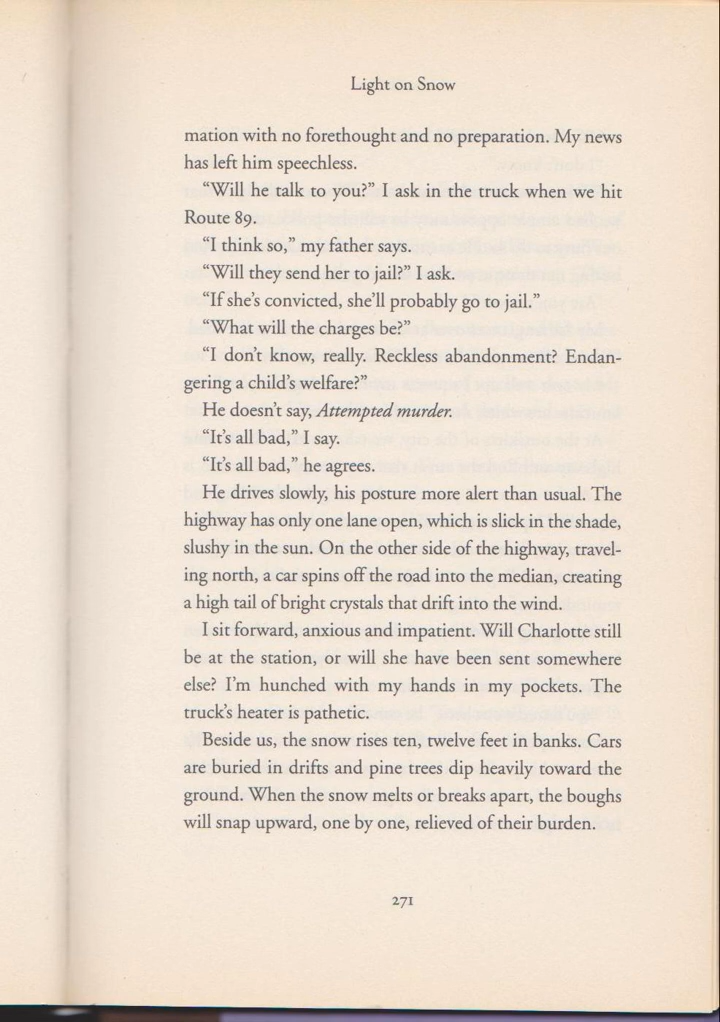 Light on Snow
mation with no forethought and no preparation. My news
has left him speechless.
“Will he talk to you?” I ask in the truck when we hit
Route 89.
“I think so,” my father says.
“Will they send her to jail?” I ask.
“If she’s convicted, she’ll probably go to jail.”
“What will the charges be?”
“I don’t know, really. Reckless abandonment? Endan-
gering a child’s welfare?”
He doesn’t say, Attempted murder.
“It’s all bad,” I say.
“It’s all bad,” he agrees.
He drives slowly, his posture more alert than usual. The
highway has only one lane open, which is slick in the shade,
slushy in the sun. On the other side of the highway, travel-
ing north, a car spins off the road into the median, creating
a high tail of bright crystals that drift into the wind.
I sit forward, anxious and impatient. Will Charlotte still
be at the station, or will she have been sent somewhere
else? I’m hunched with my hands in my pockets. The
truck’s heater is pathetic.
Beside us, the snow rises ten, twelve feet in banks. Cars
are buried in drifts and pine trees dip heavily toward the
ground. When the snow melts or breaks apart, the boughs
will snap upward, one by one, relieved of their burden.
271